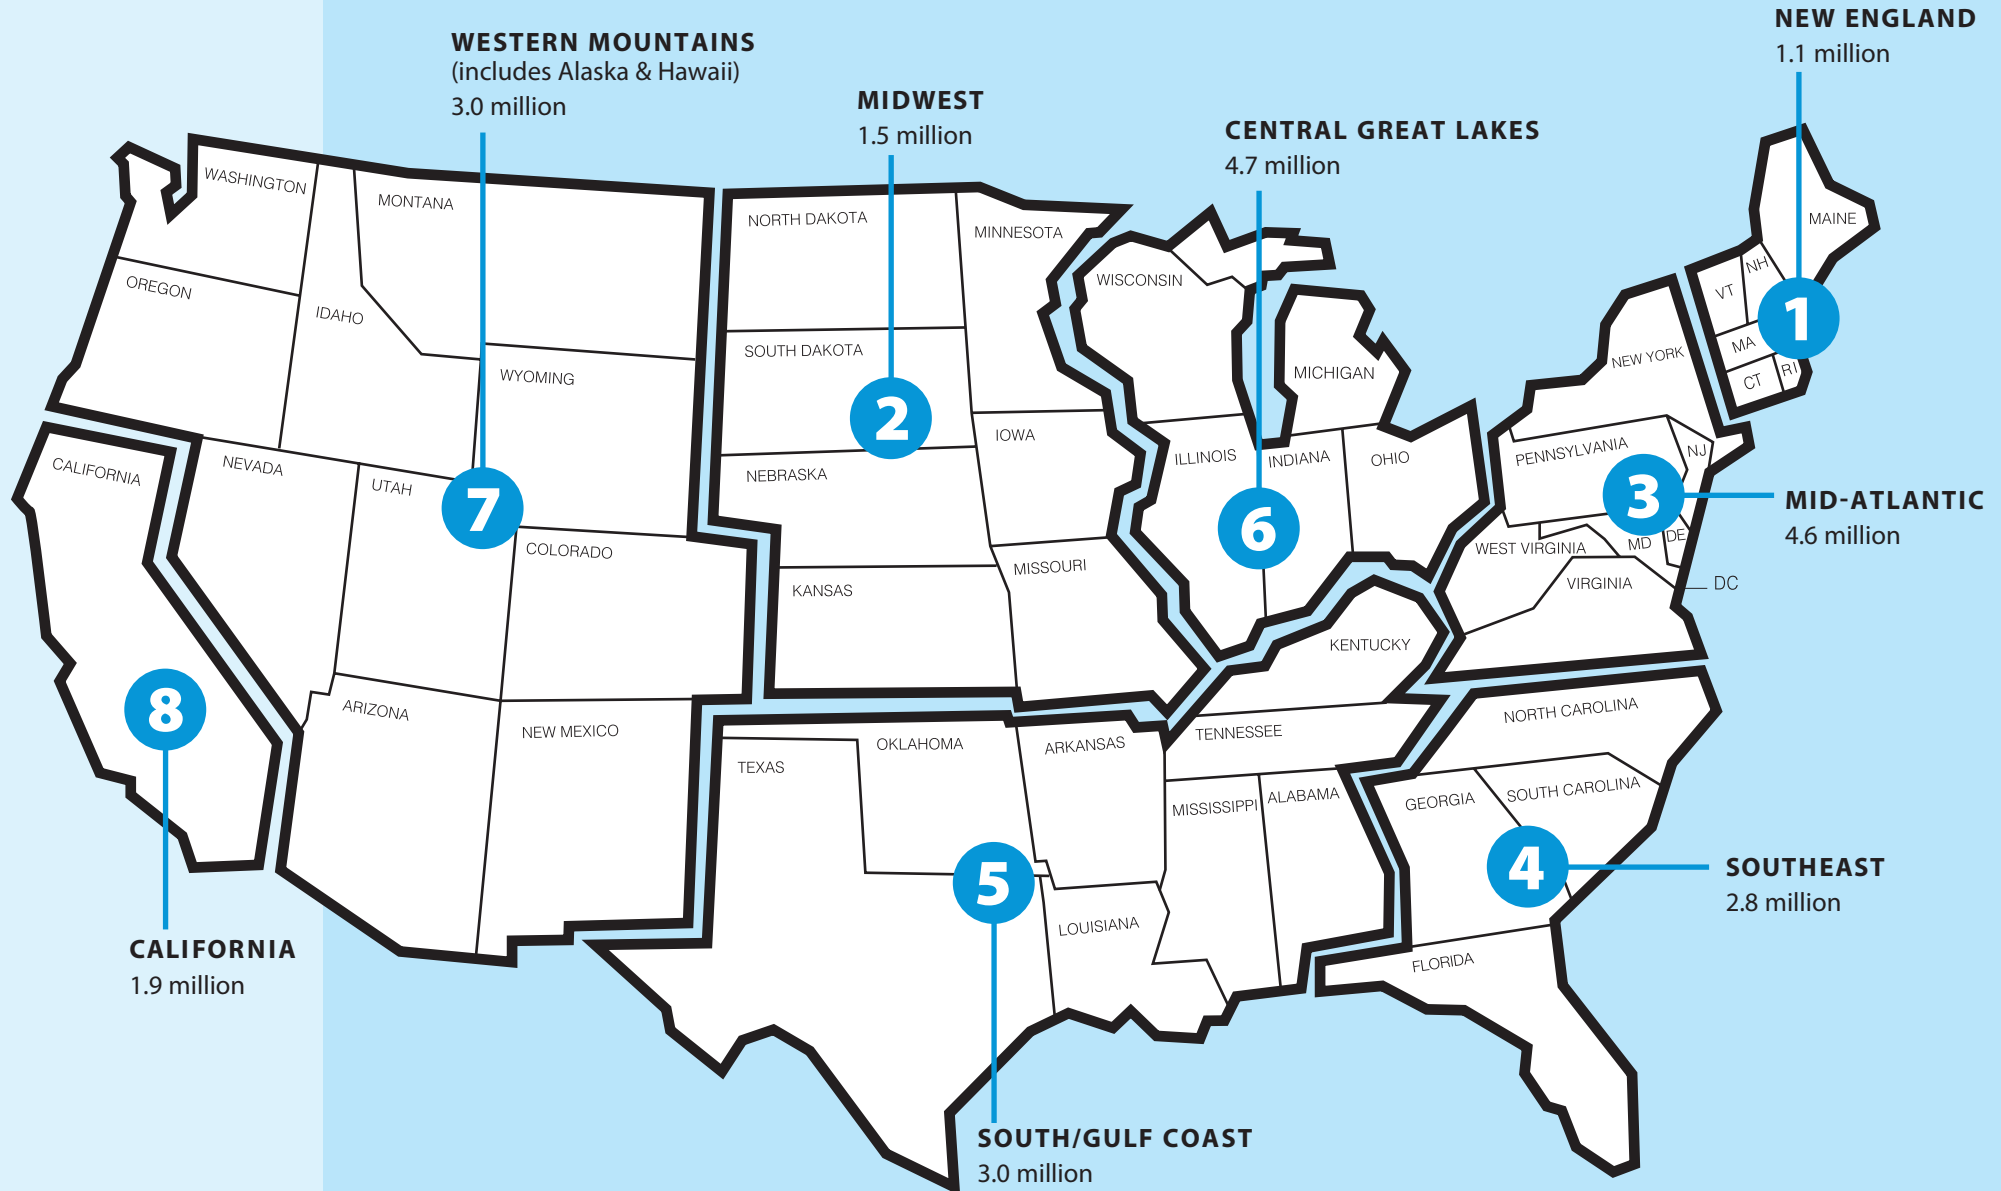 NEW ENGLAND
1.1 million
WESTERN MOUNTAINS
(includes Alaska & Hawaii)
3.0 million
MIDWEST
1.5 million
CENTRAL GREAT LAKES
4.7 million
WASHINGTON
MONTANA
OREGON
IDAHO
WYOMING
NEVADA
UTAH
COLORADO
ARIZONA
NEW MEXICO
7
CALIFORNIA
8
CALIFORNIA
1.9 million
NORTH DAKOTA
MINNESOTA
SOUTH DAKOTA
2
IOWA
NEBRASKA
MISSOURI
KANSAS
WISCONSIN
MICHIGAN
ILLINOIS
INDIANA
OHIO
6
MAINE
NH
VT
1
MA
CT
RI
NEW YORK
PENNSYLVANIA
NJ
3
MID-ATLANTIC
4.6 million
WEST VIRGINIA
MD
DE
VIRGINIA
DC
KENTUCKY
TENNESSEE
OKLAHOMA
ARKANSAS
TEXAS
MISSISSIPPI
ALABAMA
5
LOUISIANA
SOUTH/GULF COAST
3.0 million
NORTH CAROLINA
SOUTH CAROLINA
GEORGIA
4
SOUTHEAST
2.8 million
FLORIDA